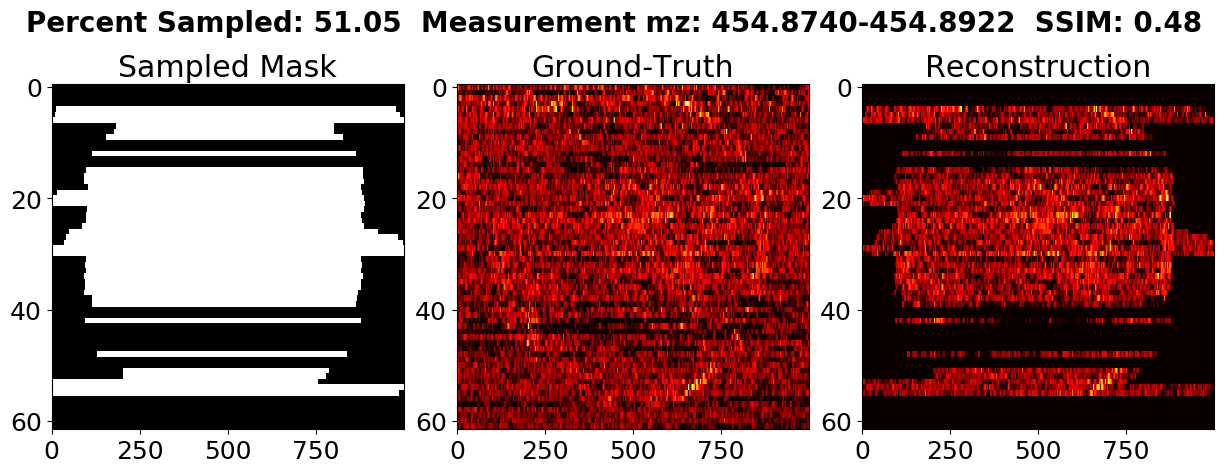 Percent Sampled: 51.05  Measurement mz: 454.8740-454.8922  SSIM: 0.48
Sampled Mask Ground-Truth Reconstruction
0 0 0
20 20 20
40 40 40
60 60 60
0 250 500 750 0 250 500 750 0 250 500 750